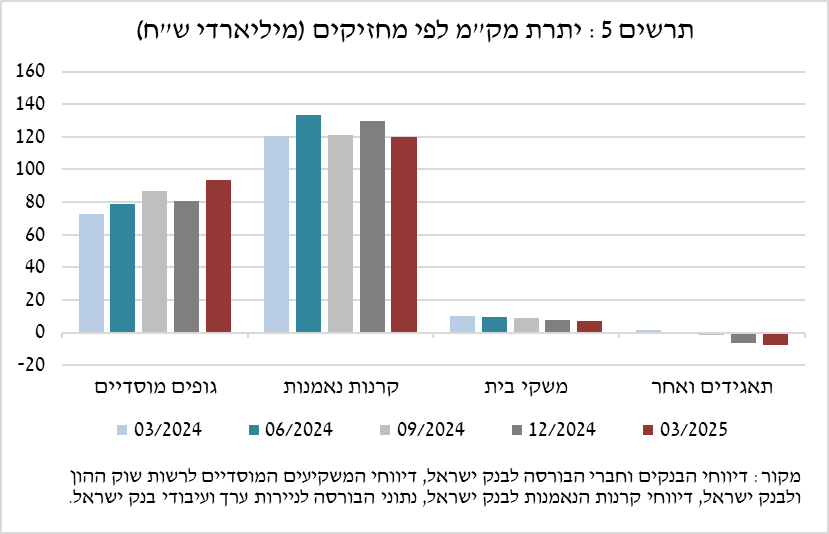 תרשים 5 : יתרת מק"מ לפי מחזיקים (מיליארדי ש"ח)
160
140
120
100
80
60
40
20
0
-20
גופים מוסדיים
קרנות נאמנות
משקי בית
תאגידים ואחר
03/2024
06/2024
09/2024
12/2024
03/2025
מקור : דיווחי הבנקים וחברי הבורסה לבנק ישראל, דיווחי המשקיעים המוסדיים לרשות שוק ההון
ולבנק ישראל, דיווחי קרנות הנאמנות לבנק ישראל, נתוני הבורסה לניירות ערך ועיבודי בנק ישראל.